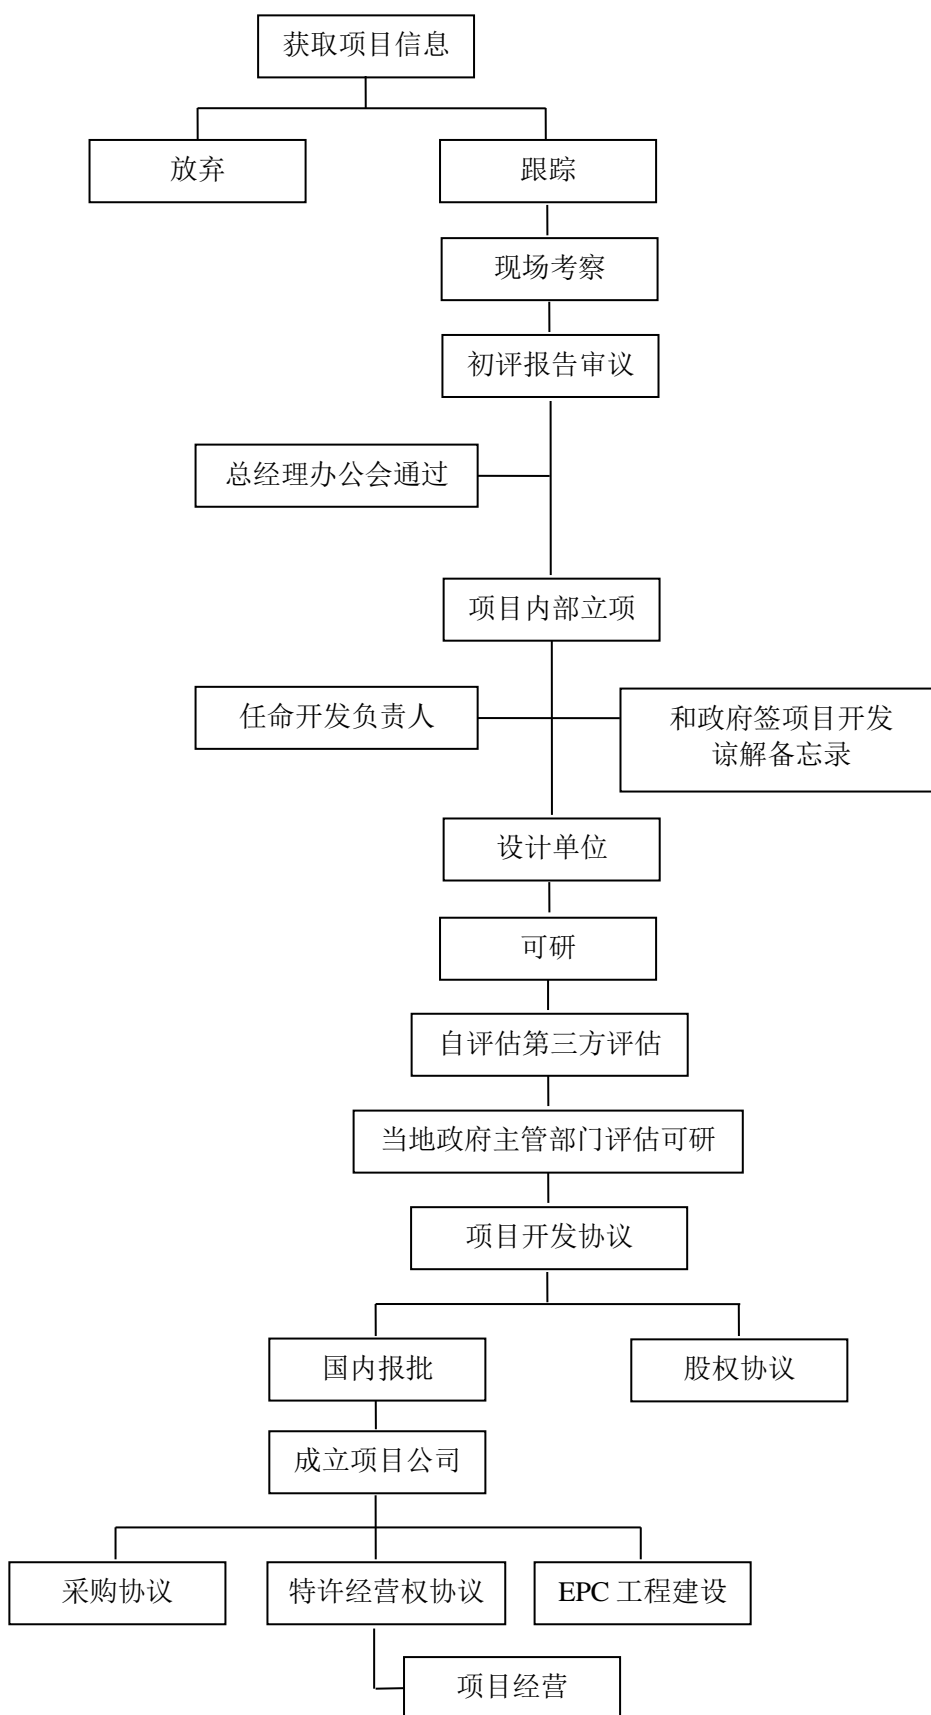 获取项目信息
放弃
跟踪
现场考察
初评报告审议
总经理办公会通过
项目内部立项
任命开发负责人
和政府签项目开发
谅解备忘录
设计单位
可研
自评估第三方评估
当地政府主管部门评估可研
项目开发协议
国内报批
股权协议
成立项目公司
采购协议
特许经营权协议
EPC 工程建设
项目经营